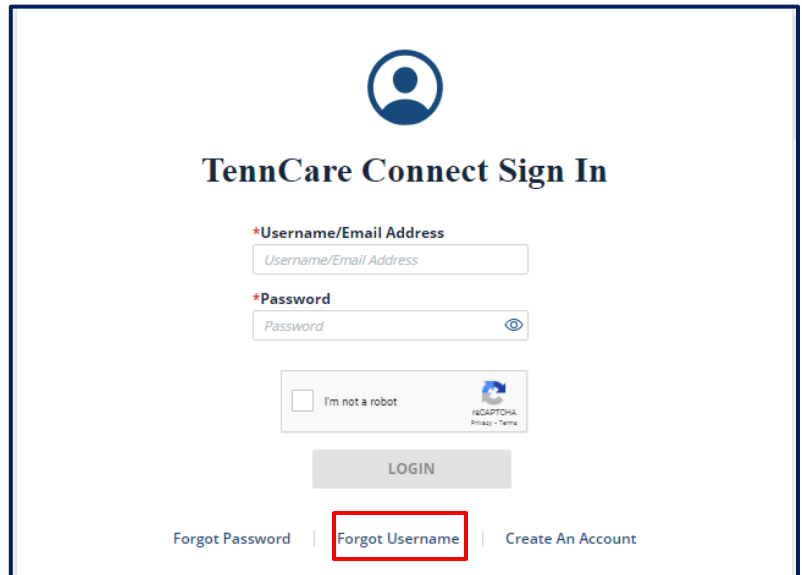 TennCare Connect Sign In
*Username/Email Address
Username/Email Address
*Password
Password
I'm not a robot
reCAPTCHA
Privacy - Terms
LOGIN
Forgot Password | Forgot Username | Create An Account